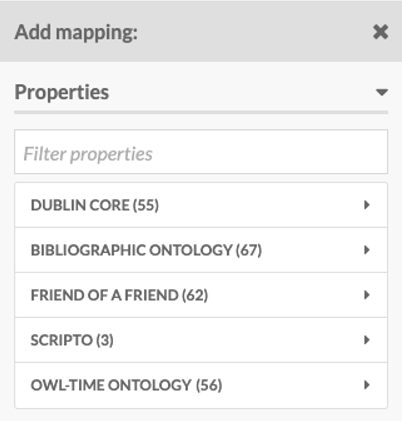 Add mapping:
Properties
Filter properties
DUBLIN CORE (55)
BIBLIOGRAPHIC ONTOLOGY (67)
FRIEND OF A FRIEND (62)
SCRIPTO (3)
OWL-TIME ONTOLOGY (56)